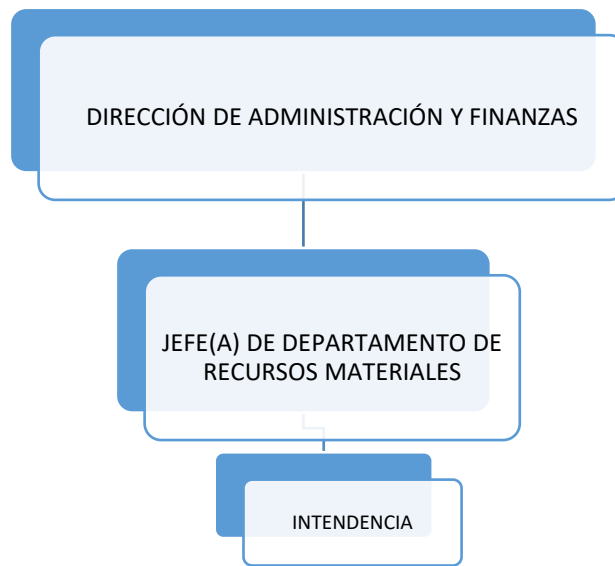 DIRECCIÓN DE ADMINISTRACIÓN Y FINANZAS
JEFE(A) DE DEPARTAMENTO DE
RECURSOS MATERIALES
INTENDENCIA